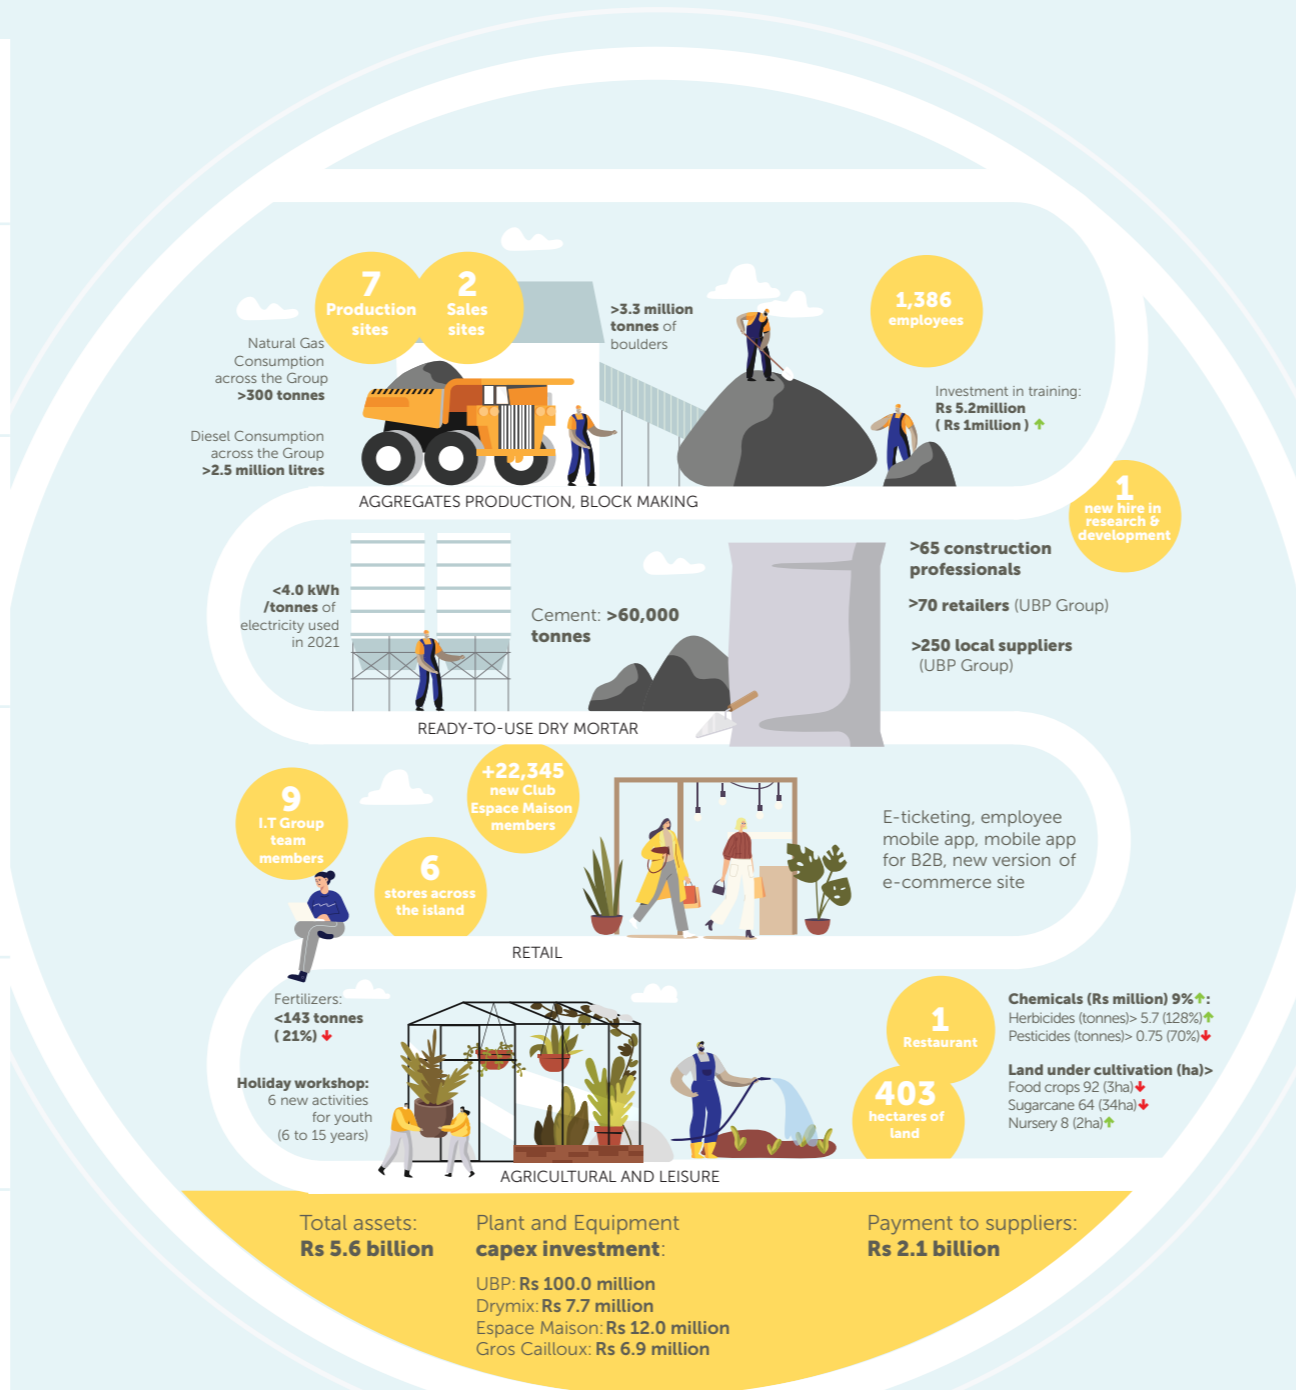 7
Production
sites
2
Sales
sites
>3.3 million
tonnes of
boulders
1,386
employees
Natural Gas
Consumption
across the Group
>300 tonnes
Diesel Consumption
across the Group
>2.5 million litres
Investment in training:
Rs 5.2million
( Rs 1million )
AGGREGATES PRODUCTION, BLOCK MAKING
1
new hire in
research &
development
<4.0 kWh
/tonnes of
electricity used
in 2021
Cement: >60,000
tonnes
>65 construction
professionals
>70 retailers (UBP Group)
>250 local suppliers
(UBP Group)
READY-TO-USE DRY MORTAR
9
I.T Group
team
members
+22,345
new Club
Espace Maison
members
6
stores across
the island
E-ticketing, employee
mobile app, mobile app
for B2B, new version of
e-commerce site
RETAIL
Fertilizers:
<143 tonnes
( 21%)
Holiday workshop:
6 new activities
for youth
(6 to 15 years)
1
Restaurant
403
hectares of
land
Chemicals (Rs million) 9%:
Herbicides (tonnes)> 5.7 (128%)
Pesticides (tonnes)> 0.75 (70%)
Land under cultivation (ha)>
Food crops 92 (3ha)
Sugarcane 64 (34ha)
Nursery 8 (2ha)
AGRICULTURAL AND LEISURE
Total assets:
Rs 5.6 billion
Plant and Equipment
capex investment:
UBP: Rs 100.0 million
Drymix: Rs 7.7 million
Espace Maison: Rs 12.0 million
Gros Cailloux: Rs 6.9 million
Payment to suppliers:
Rs 2.1 billion